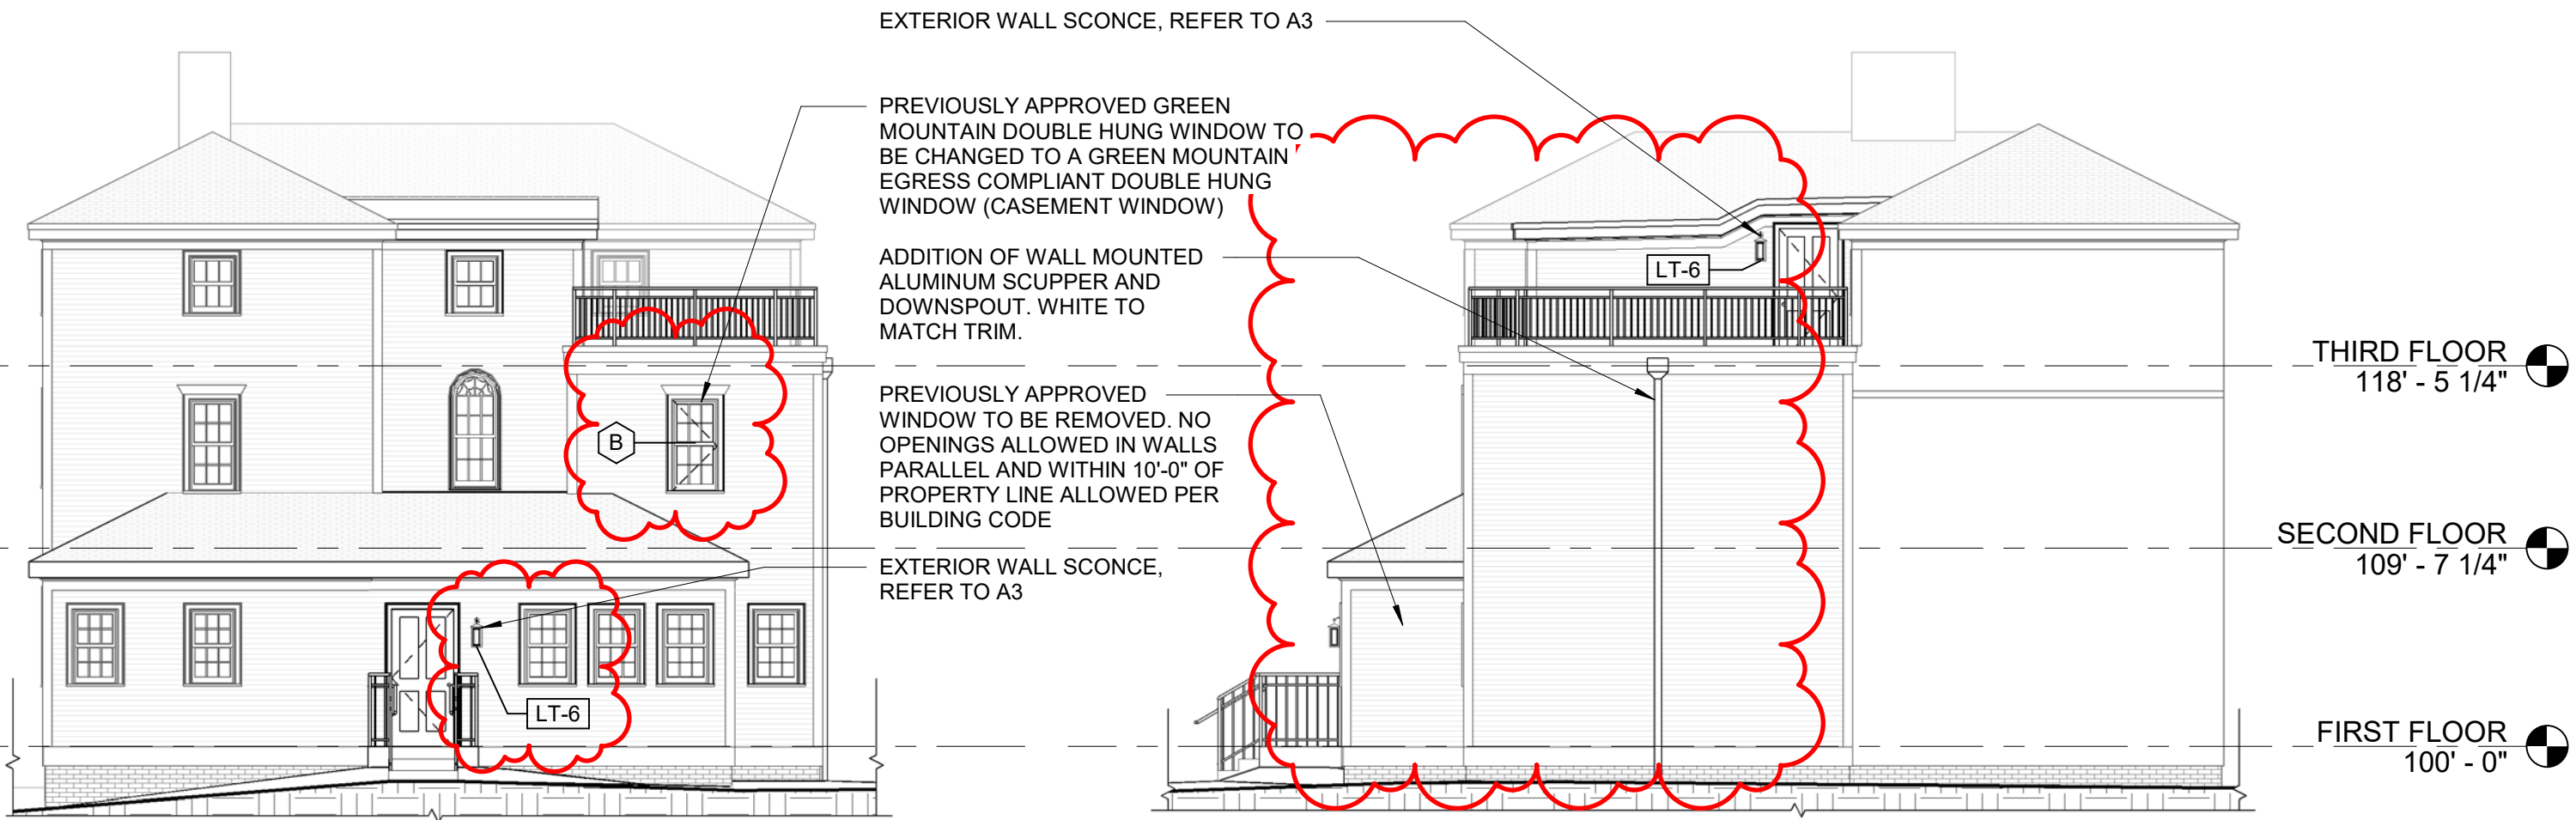 EXTERIOR WALL SCONCE, REFER TO A3
PREVIOUSLY APPROVED GREEN
MOUNTAIN DOUBLE HUNG WINDOW TO
BE CHANGED TO A GREEN MOUNTAIN
EGRESS COMPLIANT DOUBLE HUNG
WINDOW (CASEMENT WINDOW)
ADDITION OF WALL MOUNTED
ALUMINUM SCUPPER AND
DOWNSPOUT. WHITE TO
MATCH TRIM.
PREVIOUSLY APPROVED
WINDOW TO BE REMOVED. NO
OPENINGS ALLOWED IN WALLS
PARALLEL AND WITHIN 10'-0" OF
PROPERTY LINE ALLOWED PER
BUILDING CODE
EXTERIOR WALL SCONCE,
REFER TO A3
B
LT-6
LT-6
THIRD FLOOR
118' - 5 1/4"
SECOND FLOOR
109' - 7 1/4"
FIRST FLOOR
100' - 0"